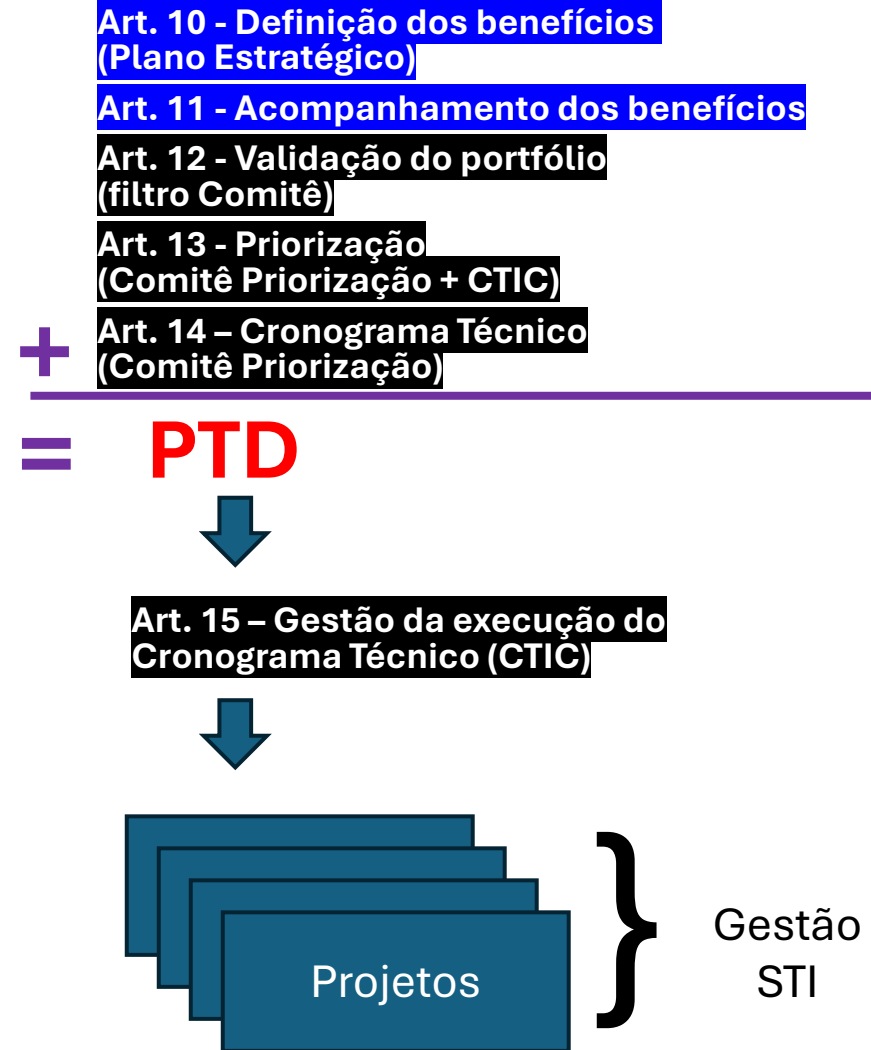 Art. 10 - Definição dos benefícios
(Plano Estratégico)
Art. 11 - Acompanhamento dos benefícios
Art. 12 - Validação do portfólio
(filtro Comitê)
Art. 13 - Priorização
(Comitê Priorização + CTIC)
Art. 14 – Cronograma Técnico
(Comitê Priorização)
+
= PTD
Art. 15 – Gestão da execução do
Cronograma Técnico (CTIC)
Projetos
}
Gestão
STI